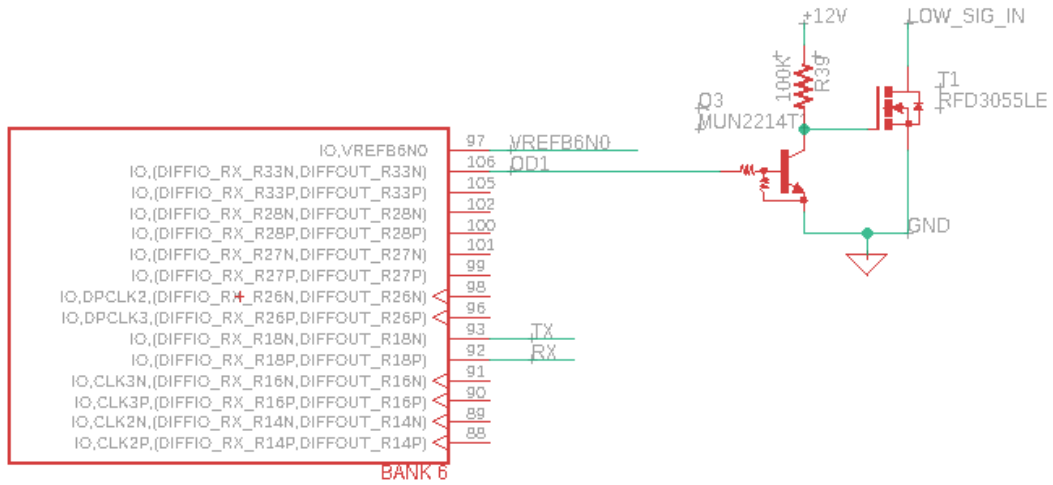 +12V
LOW_SIG_IN
100K
R39
T1
RFD3055LE
Q3
MUN2214T1
IO,VREFB6N0
97
VREFB6N0
IO,(DIFFIO_RX_R33N,DIFFOUT_R33N)
106
OD1
IO,(DIFFIO_RX_R33P,DIFFOUT_R33P)
105
IO,(DIFFIO_RX_R28N,DIFFOUT_R28N)
102
IO,(DIFFIO_RX_R28P,DIFFOUT_R28P)
100
IO,(DIFFIO_RX_R27N,DIFFOUT_R27N)
101
IO,(DIFFIO_RX_R27P,DIFFOUT_R27P)
99
IO,DPCLK2,(DIFFIO_RX_R26N,DIFFOUT_R26N)
98
IO,DPCLK3,(DIFFIO_RX_R26P,DIFFOUT_R26P)
96
IO,(DIFFIO_RX_R18N,DIFFOUT_R18N)
93
TX
IO,(DIFFIO_RX_R18P,DIFFOUT_R18P)
92
RX
IO,CLK3N,(DIFFIO_RX_R16N,DIFFOUT_R16N)
91
IO,CLK3P,(DIFFIO_RX_R16P,DIFFOUT_R16P)
90
IO,CLK2N,(DIFFIO_RX_R14N,DIFFOUT_R14N)
89
IO,CLK2P,(DIFFIO_RX_R14P,DIFFOUT_R14P)
88
GND
BANK 6